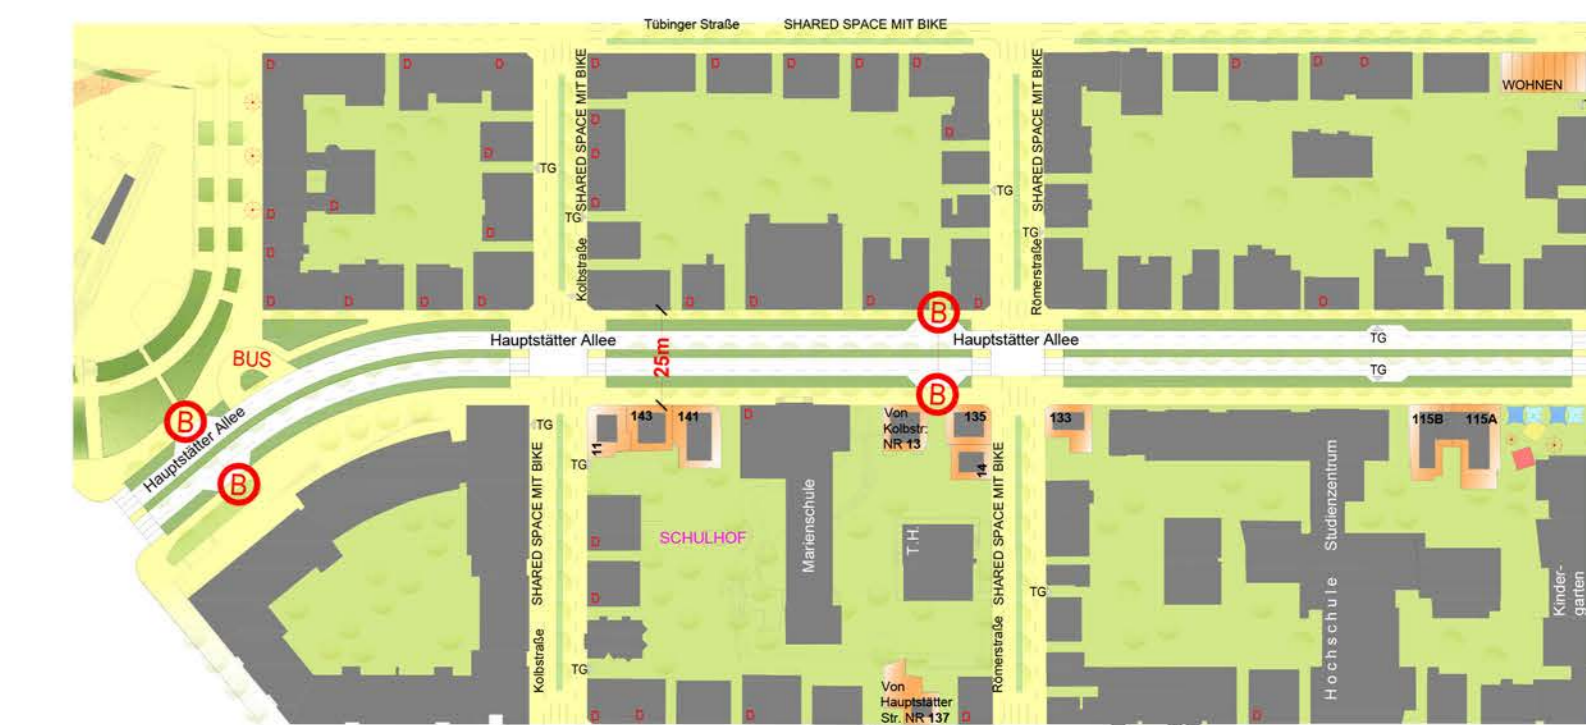 Tübinger Straße SHARED SPACE MIT BIKE
D D D D D D D D D D D D
WOHNEN
SHARED SPACE MIT BIKE
SHARED SPACE MIT BIKE
D
D
D D
TG
TG
D
D D
TG
TG
D
D
Kolbstraße
Römerstraße
D D D D D D D D D
B
Hauptstätter Allee
Hauptstätter Allee
TG
BUS
25m
TG
B
B
Hauptstätter Allee
143 141
D
Von
Kolbstr:
NR 13
135
133
115B 115A
11
TG
TG
14
B
SHARED SPACE MIT BIKE
SHARED SPACE MIT BIKE
Marienschule
T.H.
SCHULHOF
D
Hochschule Studienzentrum
Kinder-
garten
D
TG
TG
Kolbstraße
Römerstraße
Von
Hauptstätter
Str. NR 137
D D D D D